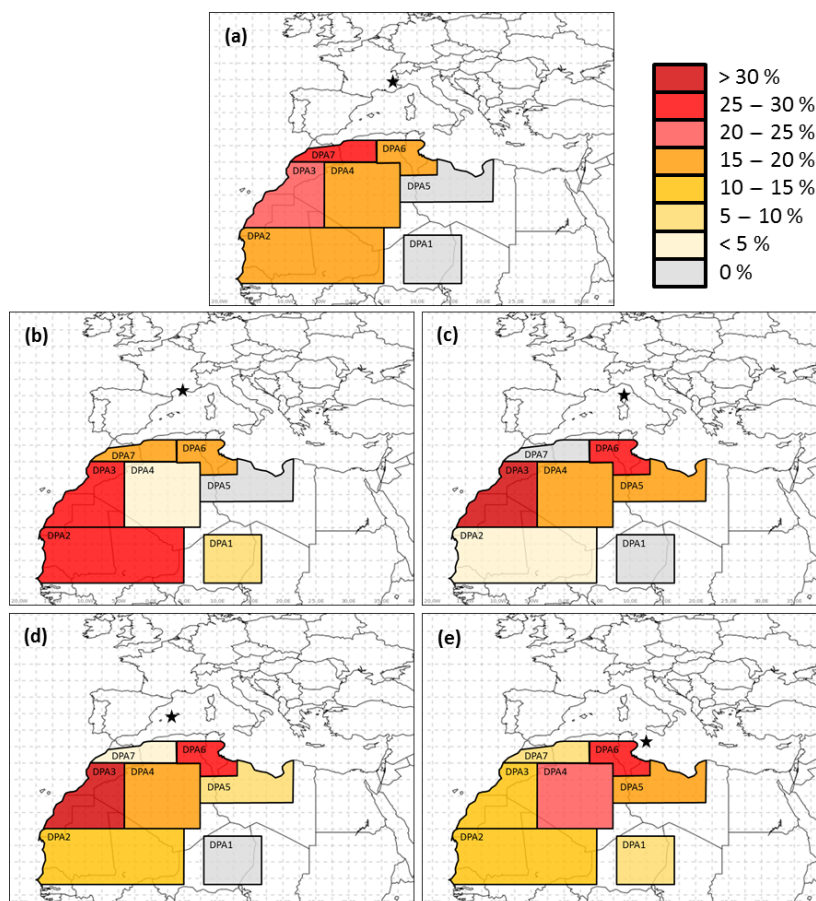 (a)
DPA7
DPA6
DPA3
DPA4
DPA5
DPA2
DPA1
> 30 %
25 – 30 %
20 – 25 %
15 – 20 %
10 – 15 %
5 – 10 %
< 5 %
0 %
(b)
DPA7
DPA6
DPA3
DPA4
DPA5
DPA2
DPA1
(c)
DPA7
DPA6
DPA3
DPA4
DPA5
DPA2
DPA1
(d)
DPA7
DPA6
DPA3
DPA4
DPA5
DPA2
DPA1
(e)
DPA7
DPA6
DPA3
DPA4
DPA5
DPA2
DPA1